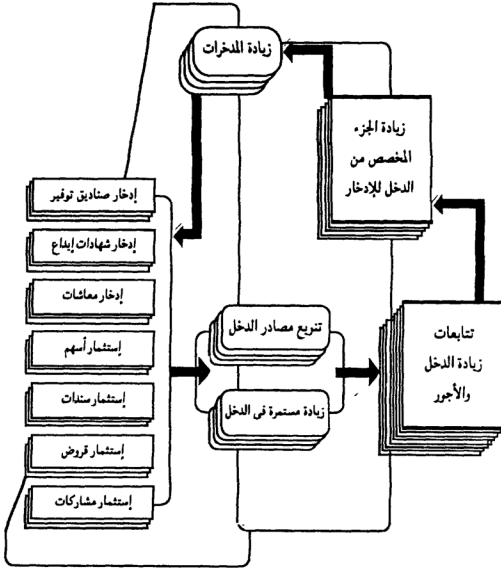 زيادة المدخرات
زيادة الجزء
المخصص من
الدخل للإدخار
إدخار صناديق توفير
إدخار شهادات إيداع
إدخار معاشات
إستثمار أسهم
إستثمار سندات
إستثمار قروض
إستثمار مشاركات
تنويع مصادر الدخل
زيادة مستمرة فى الدخل
تتابعات
زيادة الدخل
والأجور